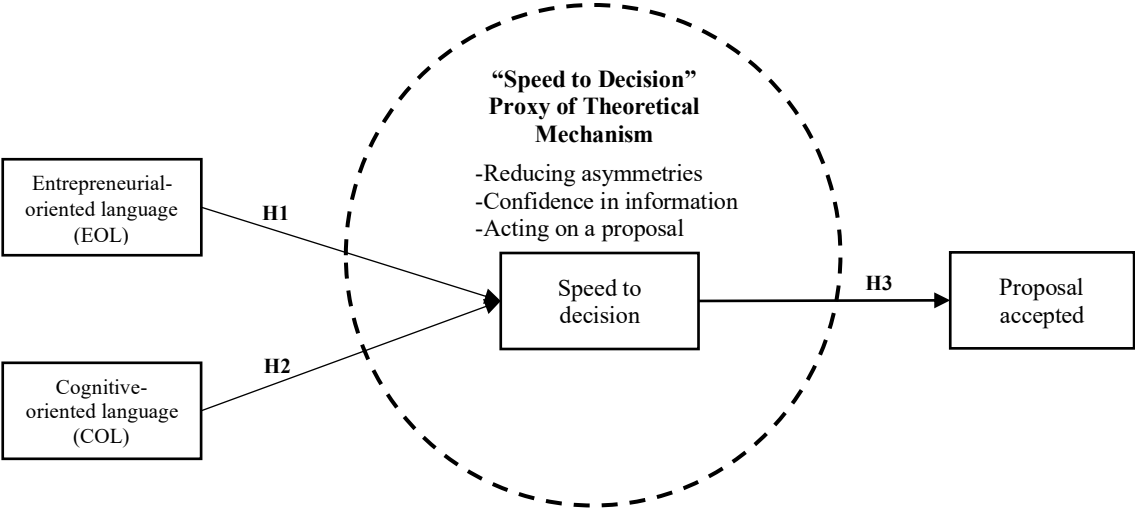 “Speed to Decision”
Proxy of Theoretical
Mechanism
-Reducing asymmetries
-Confidence in information
-Acting on a proposal
Entrepreneurial-
oriented language
(EOL)
H1
Speed to
decision
H3
Proposal
accepted
H2
Cognitive-
oriented language
(COL)